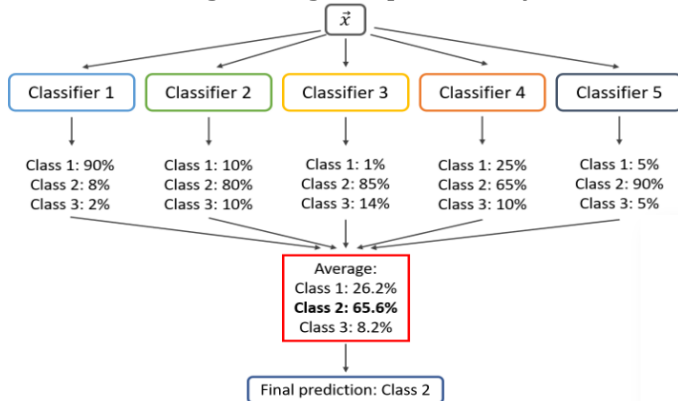 x⃗
Classifier 1
Classifier 2
Classifier 3
Classifier 4
Classifier 5
Class 1: 90%
Class 2: 8%
Class 3: 2%
Class 1: 10%
Class 2: 80%
Class 3: 10%
Class 1: 1%
Class 2: 85%
Class 3: 14%
Class 1: 25%
Class 2: 65%
Class 3: 10%
Class 1: 5%
Class 2: 90%
Class 3: 5%
Average:
Class 1: 26.2%
Class 2: 65.6%
Class 3: 8.2%
Final prediction: Class 2